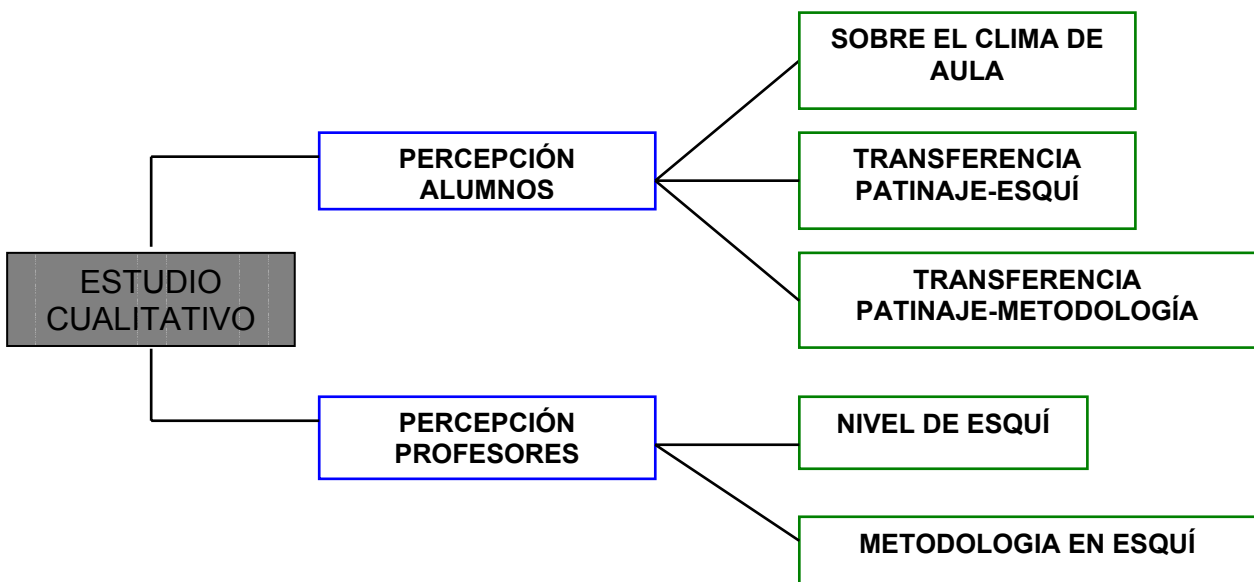 SOBRE EL CLIMA DE
AULA
PERCEPCIÓN
ALUMNOS
TRANSFERENCIA
PATINAJE-ESQUÍ
ESTUDIO
CUALITATIVO
TRANSFERENCIA
PATINAJE-METODOLOGÍA
PERCEPCIÓN
PROFESORES
NIVEL DE ESQUÍ
METODOLOGIA EN ESQUÍ